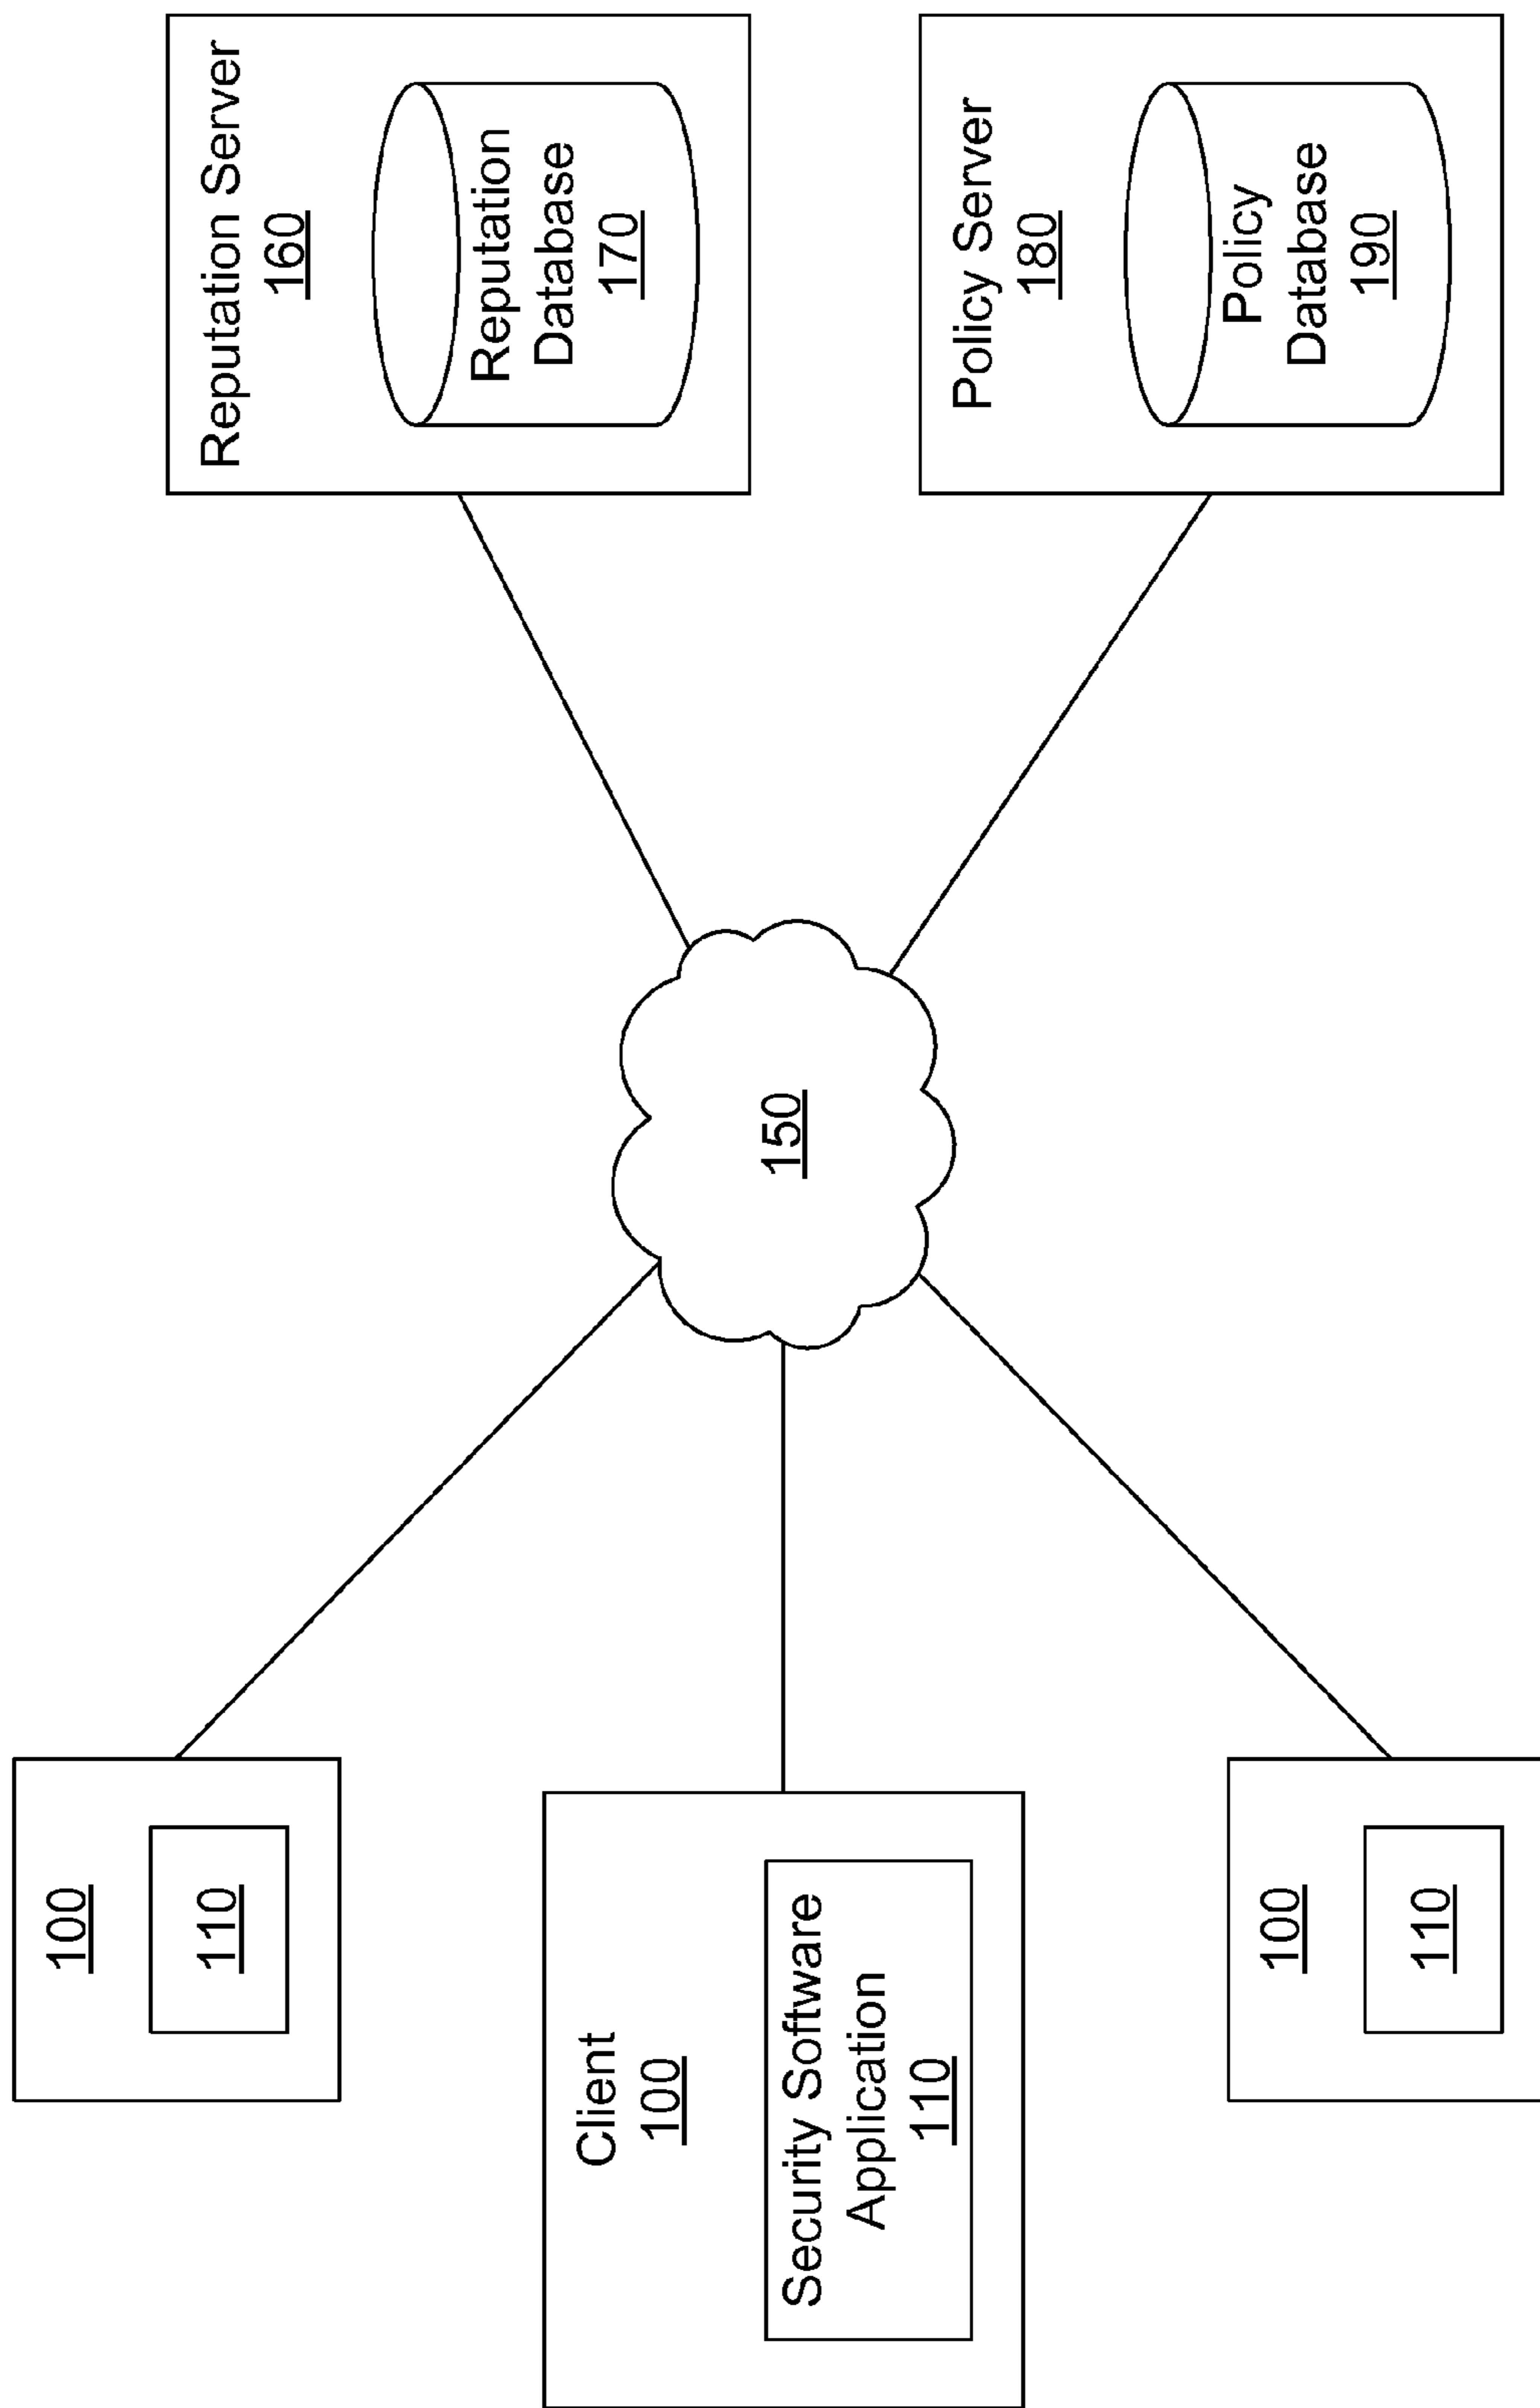 100
110
Client
100
Security Software
Application
110
100
110
150
Reputation Server
160
Reputation
Database
170
Policy Server
180
Policy
Database
190